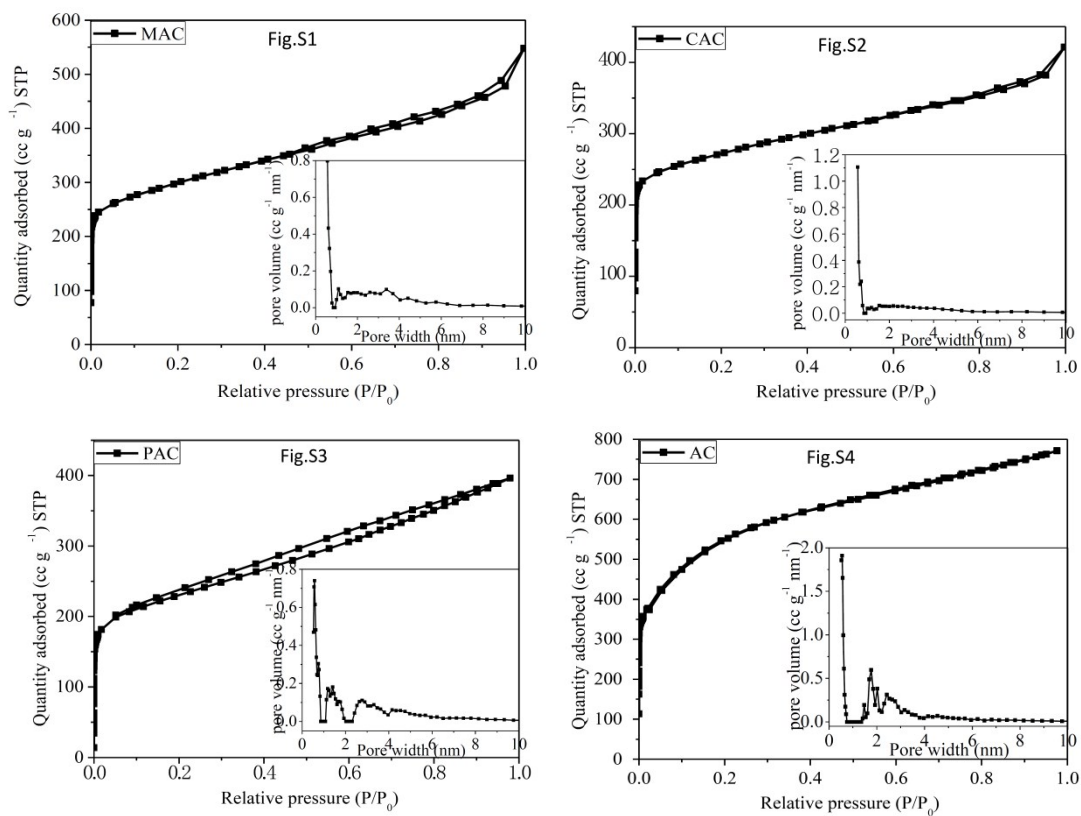 MAC
Fig.S1
Quantity adsorbed (cc g⁻¹) STP
600
500
400
300
200
100
0
0.0 0.2 0.4 0.6 0.8 1.0
Relative pressure (P/P₀)
pore volume (cc g⁻¹ nm⁻¹)
0.8
0.6
0.4
0.2
0.0
0 2 4 6 8 10
Pore width (nm)
CAC
Fig.S2
Quantity adsorbed (cc g⁻¹) STP
400
300
200
100
0
0.0 0.2 0.4 0.6 0.8 1.0
Relative pressure (P/P₀)
pore volume (cc g⁻¹ nm⁻¹)
1.2
1.0
0.8
0.6
0.4
0.2
0.0
0 2 4 6 8 10
Pore width (nm)
PAC
Fig.S3
Quantity adsorbed (cc g⁻¹) STP
400
300
200
100
0
0.0 0.2 0.4 0.6 0.8 1.0
Relative pressure (P/P₀)
pore volume (cc g⁻¹ nm⁻¹)
0.8
0.6
0.4
0.2
0.0
0 2 4 6 8 10
Pore width (nm)
AC
Fig.S4
Quantity adsorbed (cc g⁻¹) STP
800
700
600
500
400
300
200
100
0
0.0 0.2 0.4 0.6 0.8 1.0
Relative pressure (P/P₀)
pore volume (cc g⁻¹ nm⁻¹)
2.0
1.5
1.0
0.5
0.0
0 2 4 6 8 10
Pore width (nm)